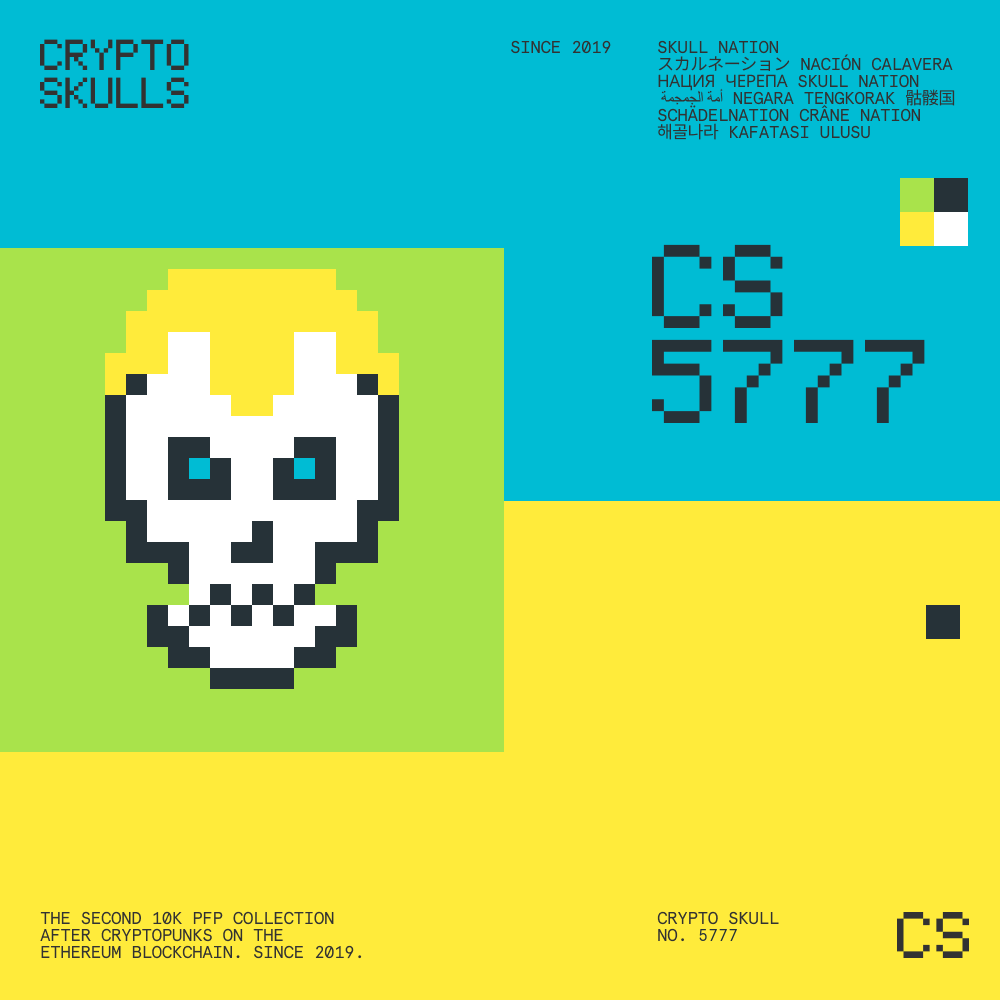 CRYPTO
SKULLS
SINCE 2019
SKULL NATION
スカルネーション NACIÓN CALAVERA
НАЦИЯ ЧЕРЕПА SKULL NATION
أمة الجمجمة NEGARA TENGKORAK 骷髅国
SCHÄDELNATION CRÂNE NATION
해골나라 KAFATASI ULUSU
CS
5777
THE SECOND 10K PFP COLLECTION
AFTER CRYPTOPUNKS ON THE
ETHEREUM BLOCKCHAIN. SINCE 2019.
CRYPTO SKULL
NO. 5777
CS